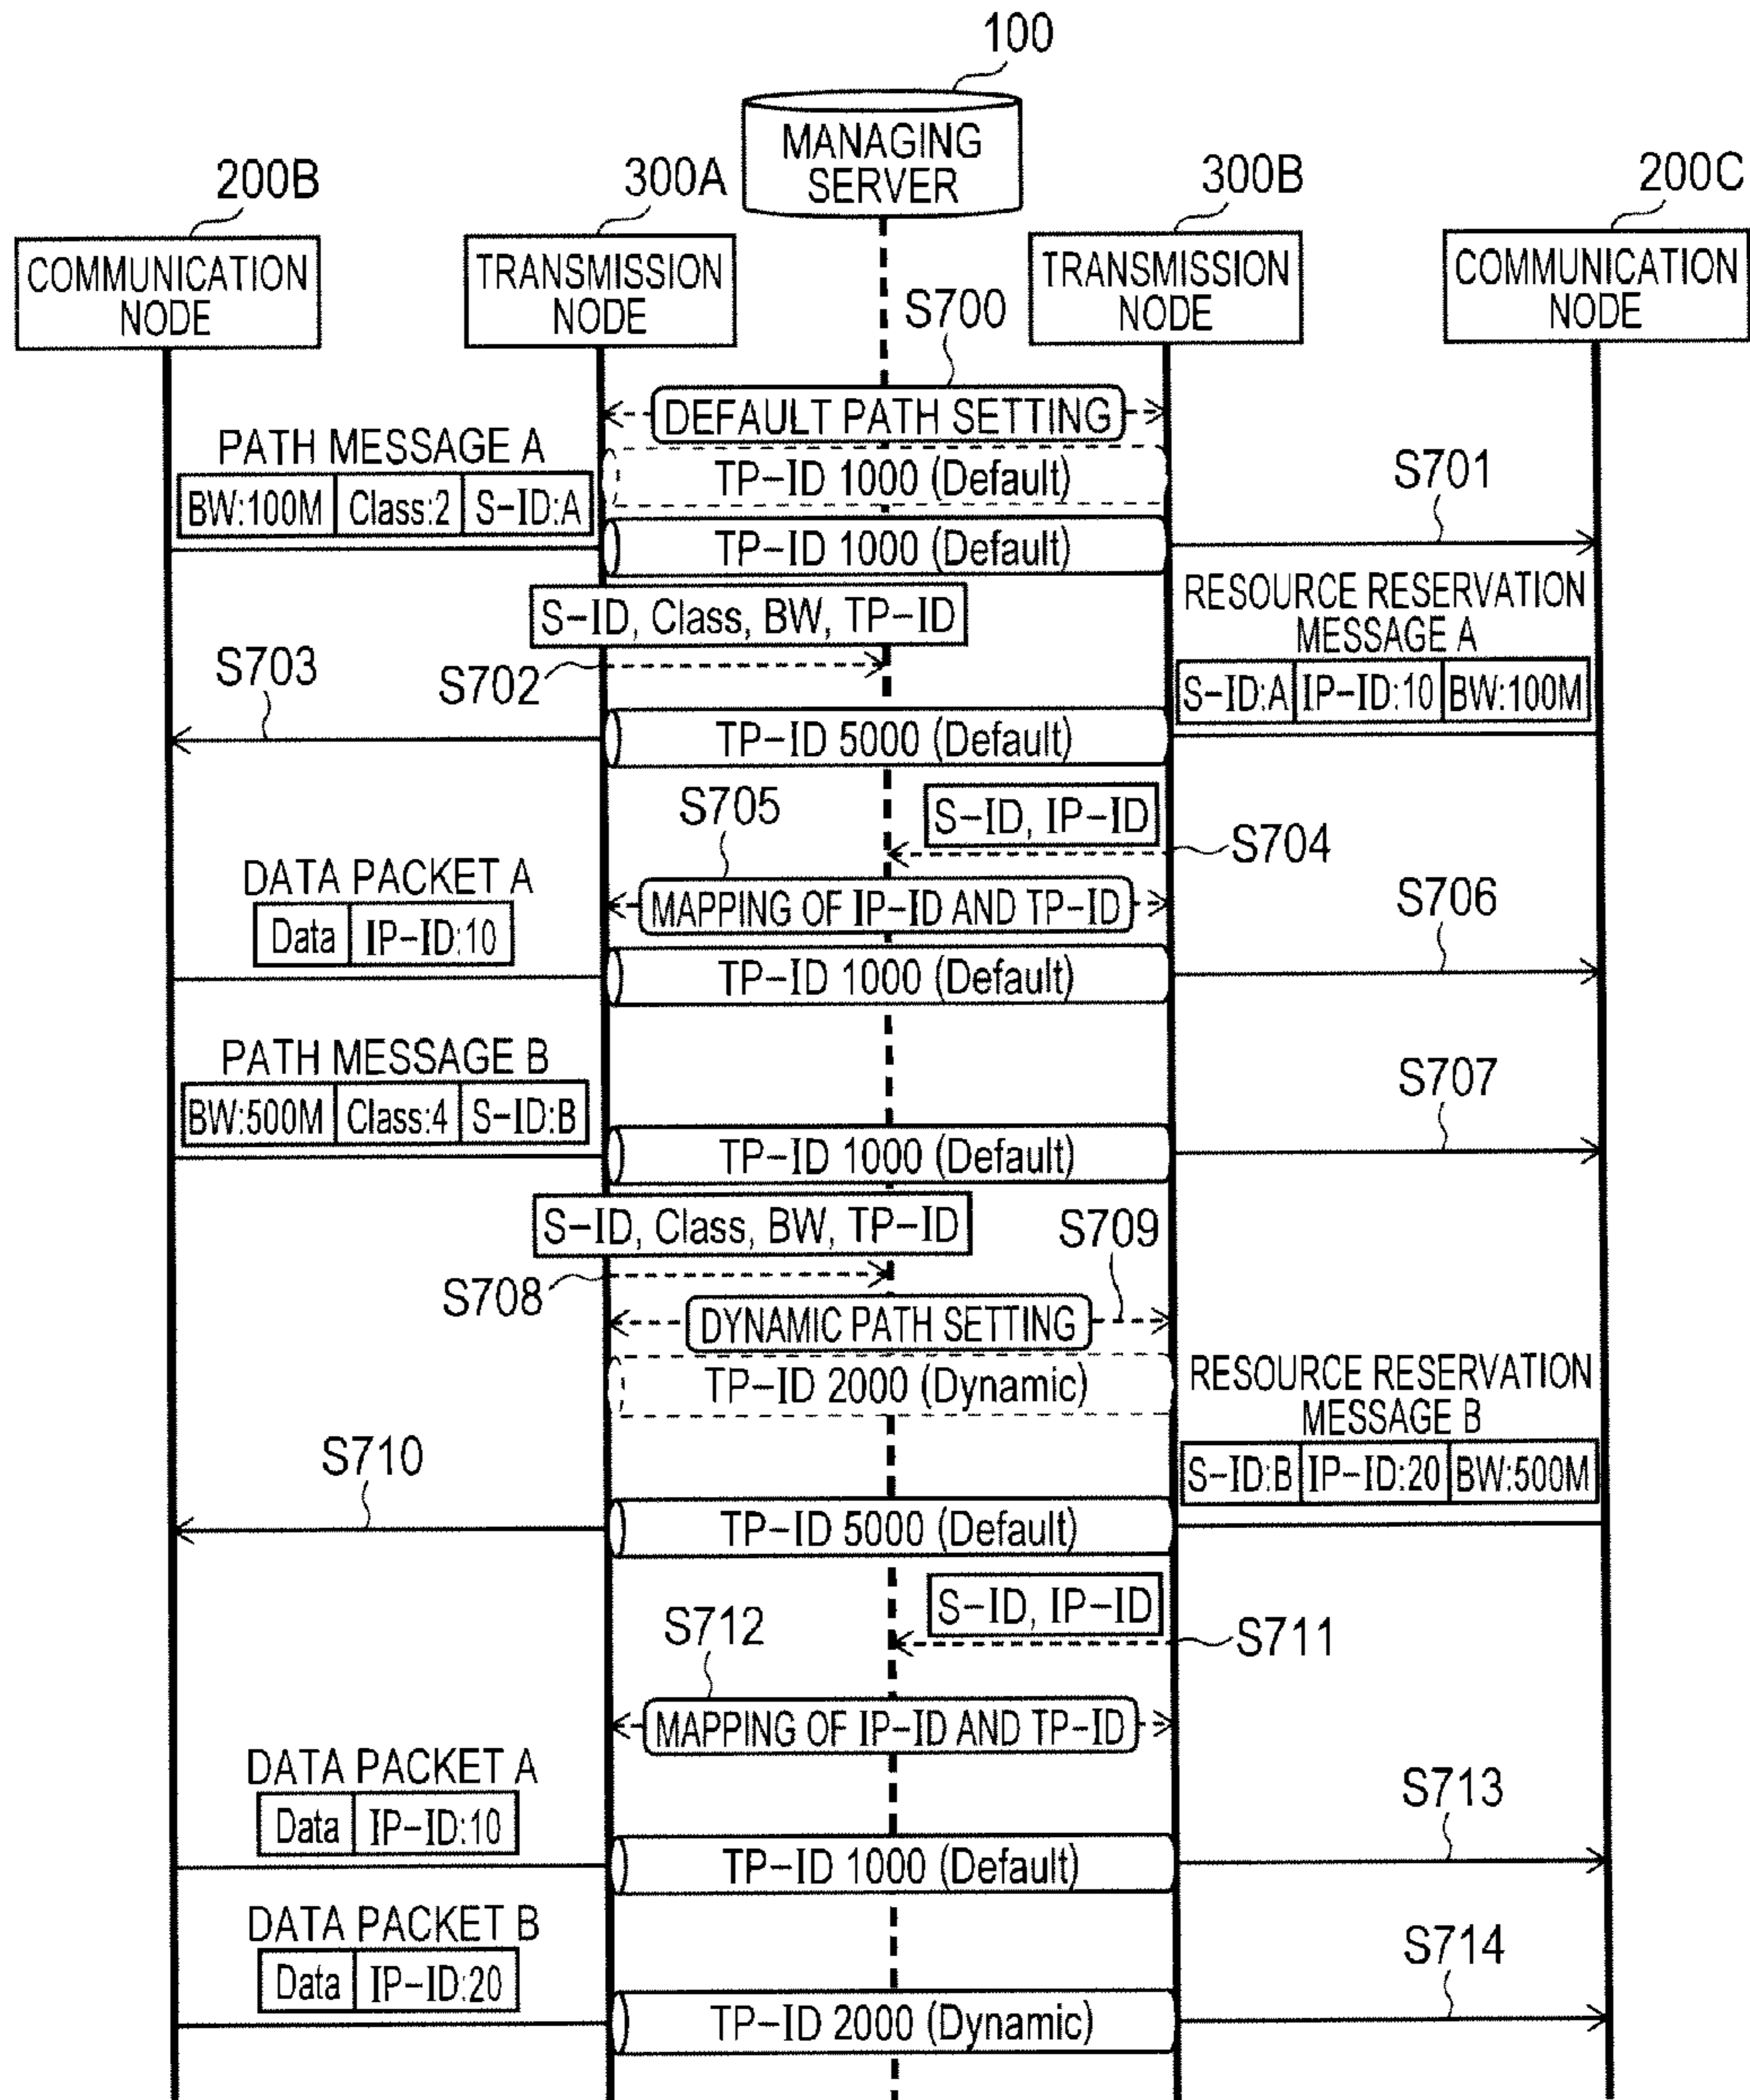 100
MANAGING
SERVER
200B
300A
300B
200C
COMMUNICATION
NODE
TRANSMISSION
NODE
TRANSMISSION
NODE
COMMUNICATION
NODE
S700
DEFAULT PATH SETTING
PATH MESSAGE A
BW:100M Class:2 S-ID:A
TP-ID 1000 (Default)
S701
TP-ID 1000 (Default)
S-ID, Class, BW, TP-ID
RESOURCE RESERVATION
MESSAGE A
S-ID:A IP-ID:10 BW:100M
S703
S702
TP-ID 5000 (Default)
S705
S-ID, IP-ID
S704
DATA PACKET A
Data IP-ID:10
MAPPING OF IP-ID AND TP-ID
S706
TP-ID 1000 (Default)
PATH MESSAGE B
BW:500M Class:4 S-ID:B
S707
TP-ID 1000 (Default)
S-ID, Class, BW, TP-ID
S709
S708
DYNAMIC PATH SETTING
TP-ID 2000 (Dynamic)
RESOURCE RESERVATION
MESSAGE B
S-ID:B IP-ID:20 BW:500M
S710
TP-ID 5000 (Default)
S-ID, IP-ID
S712
S711
MAPPING OF IP-ID AND TP-ID
DATA PACKET A
Data IP-ID:10
S713
TP-ID 1000 (Default)
DATA PACKET B
Data IP-ID:20
S714
TP-ID 2000 (Dynamic)